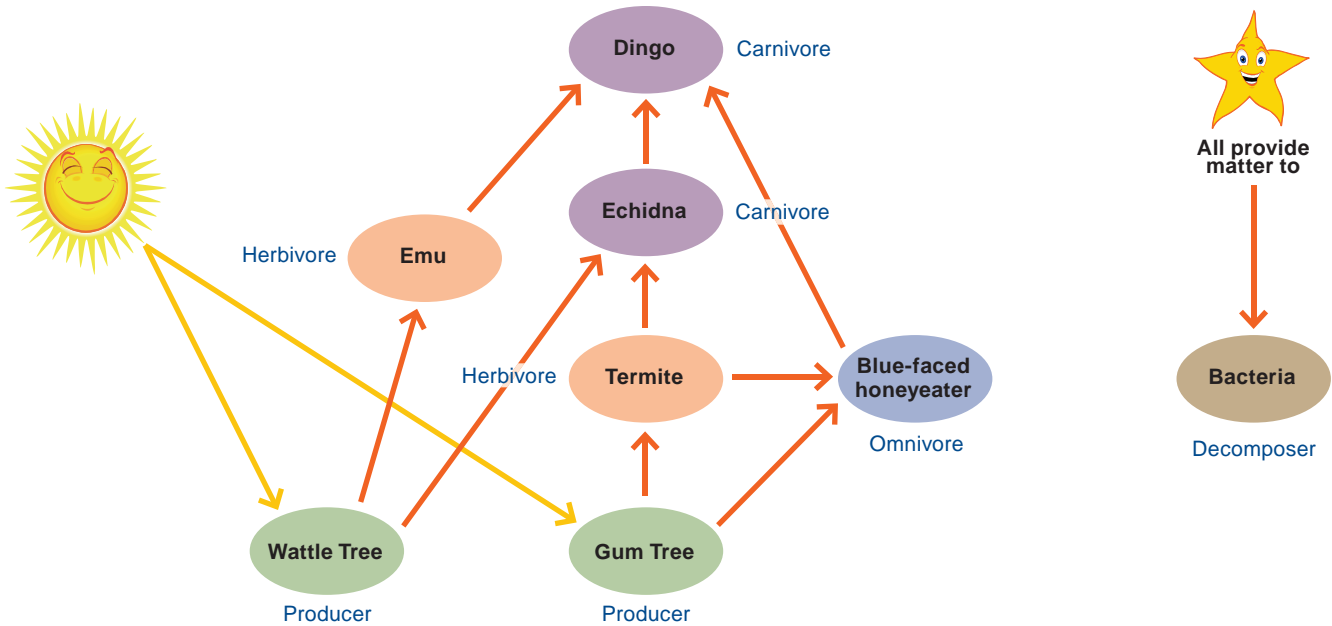 Dingo
Carnivore
All provide
matter to
Echidna
Carnivore
Herbivore
Emu
Herbivore
Termite
Blue-faced
honeyeater
Omnivore
Bacteria
Decomposer
Wattle Tree
Producer
Gum Tree
Producer